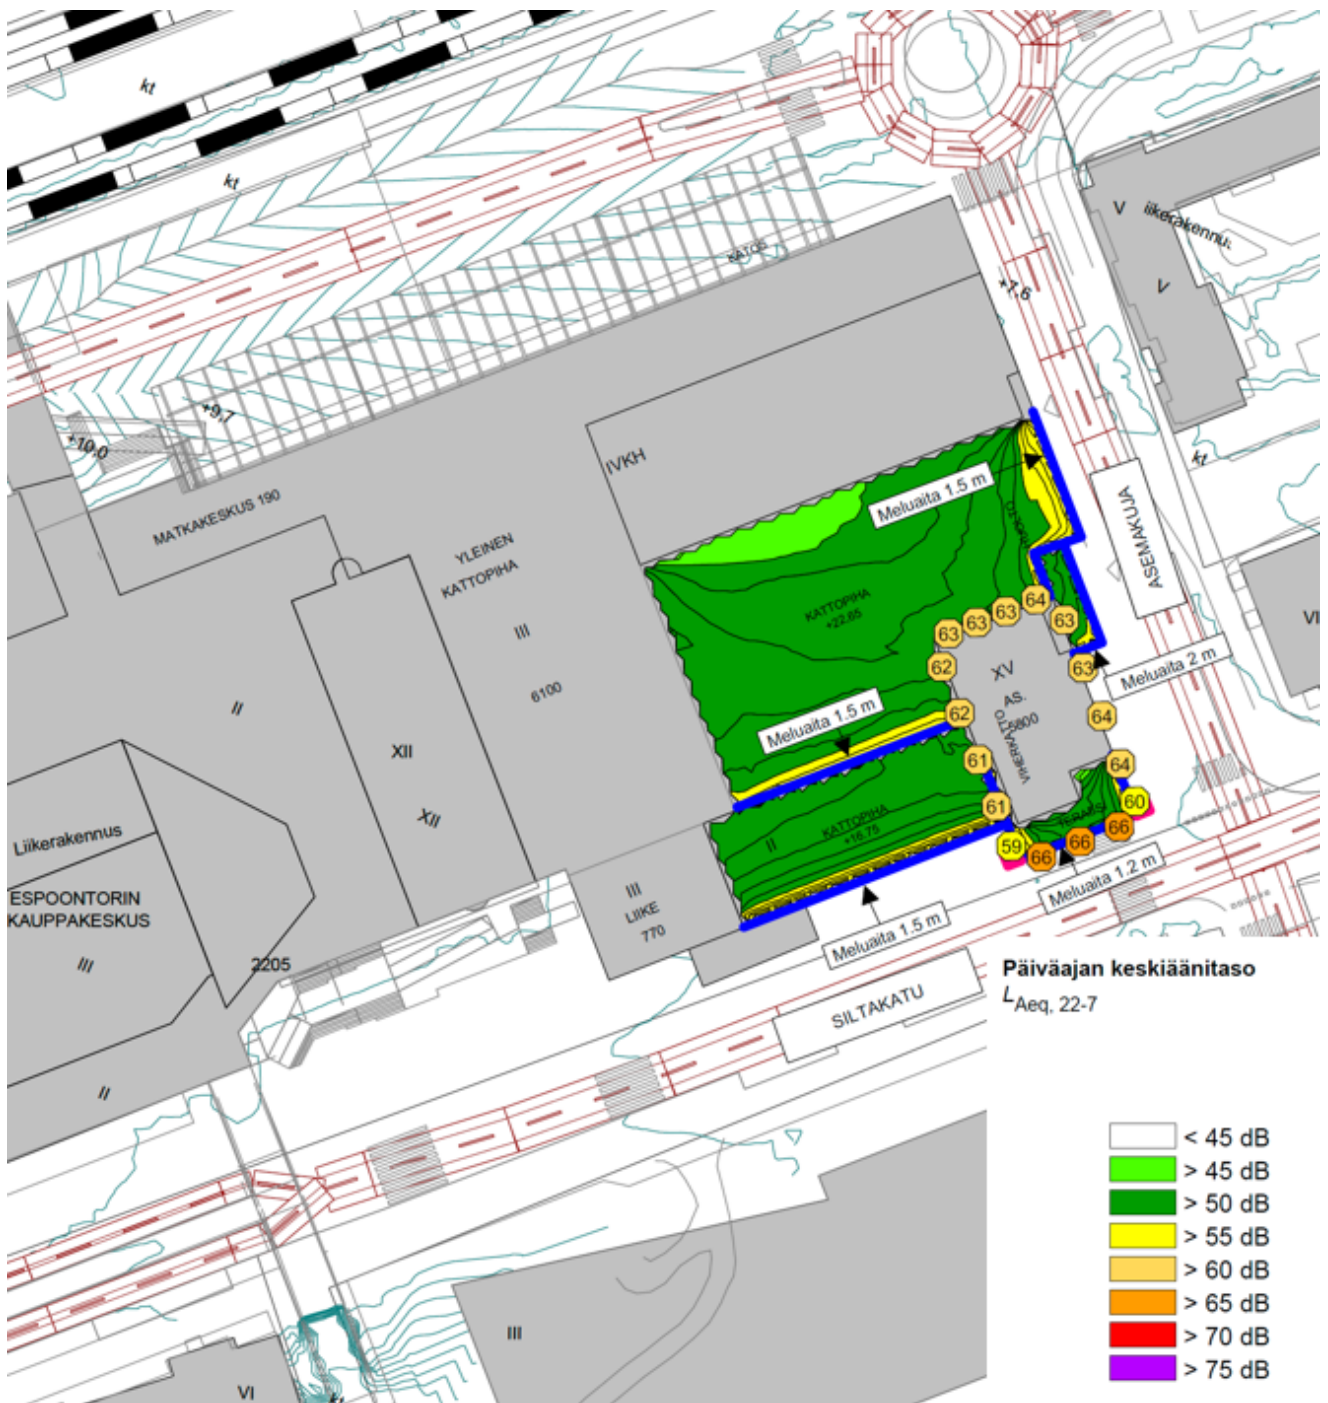 kt
kt
KATOS
+7,6
V
liikerakennu
V
+9,7
+10,0
IVKH
MATKAKESKUS 190
YLEINEN
KATTOPIHA
III
6100
Meluaita 1.5 m
ASEMAKUJA
kt
KATTOPIHA
+22.65
VI
64
63
63
63
63
62
63
XV
AS.
5800
VIHERKATTO
Meluaita 2 m
Meluaita 1.5 m
62
64
61
64
II
XII
XII
61
60
KATTOPIHA
+16.75
II
TERASSI
59
66
66
66
Meluaita 1.2 m
Meluaita 1.5 m
Liikerakennus
ESPOONTORIN
KAUPPAKESKUS
III
2205
III
LIIKE
770
II
SILTAKATU
Päiväajan keskiäänitaso
LAeq, 22-7
III
VI
kt
< 45 dB
> 45 dB
> 50 dB
> 55 dB
> 60 dB
> 65 dB
> 70 dB
> 75 dB